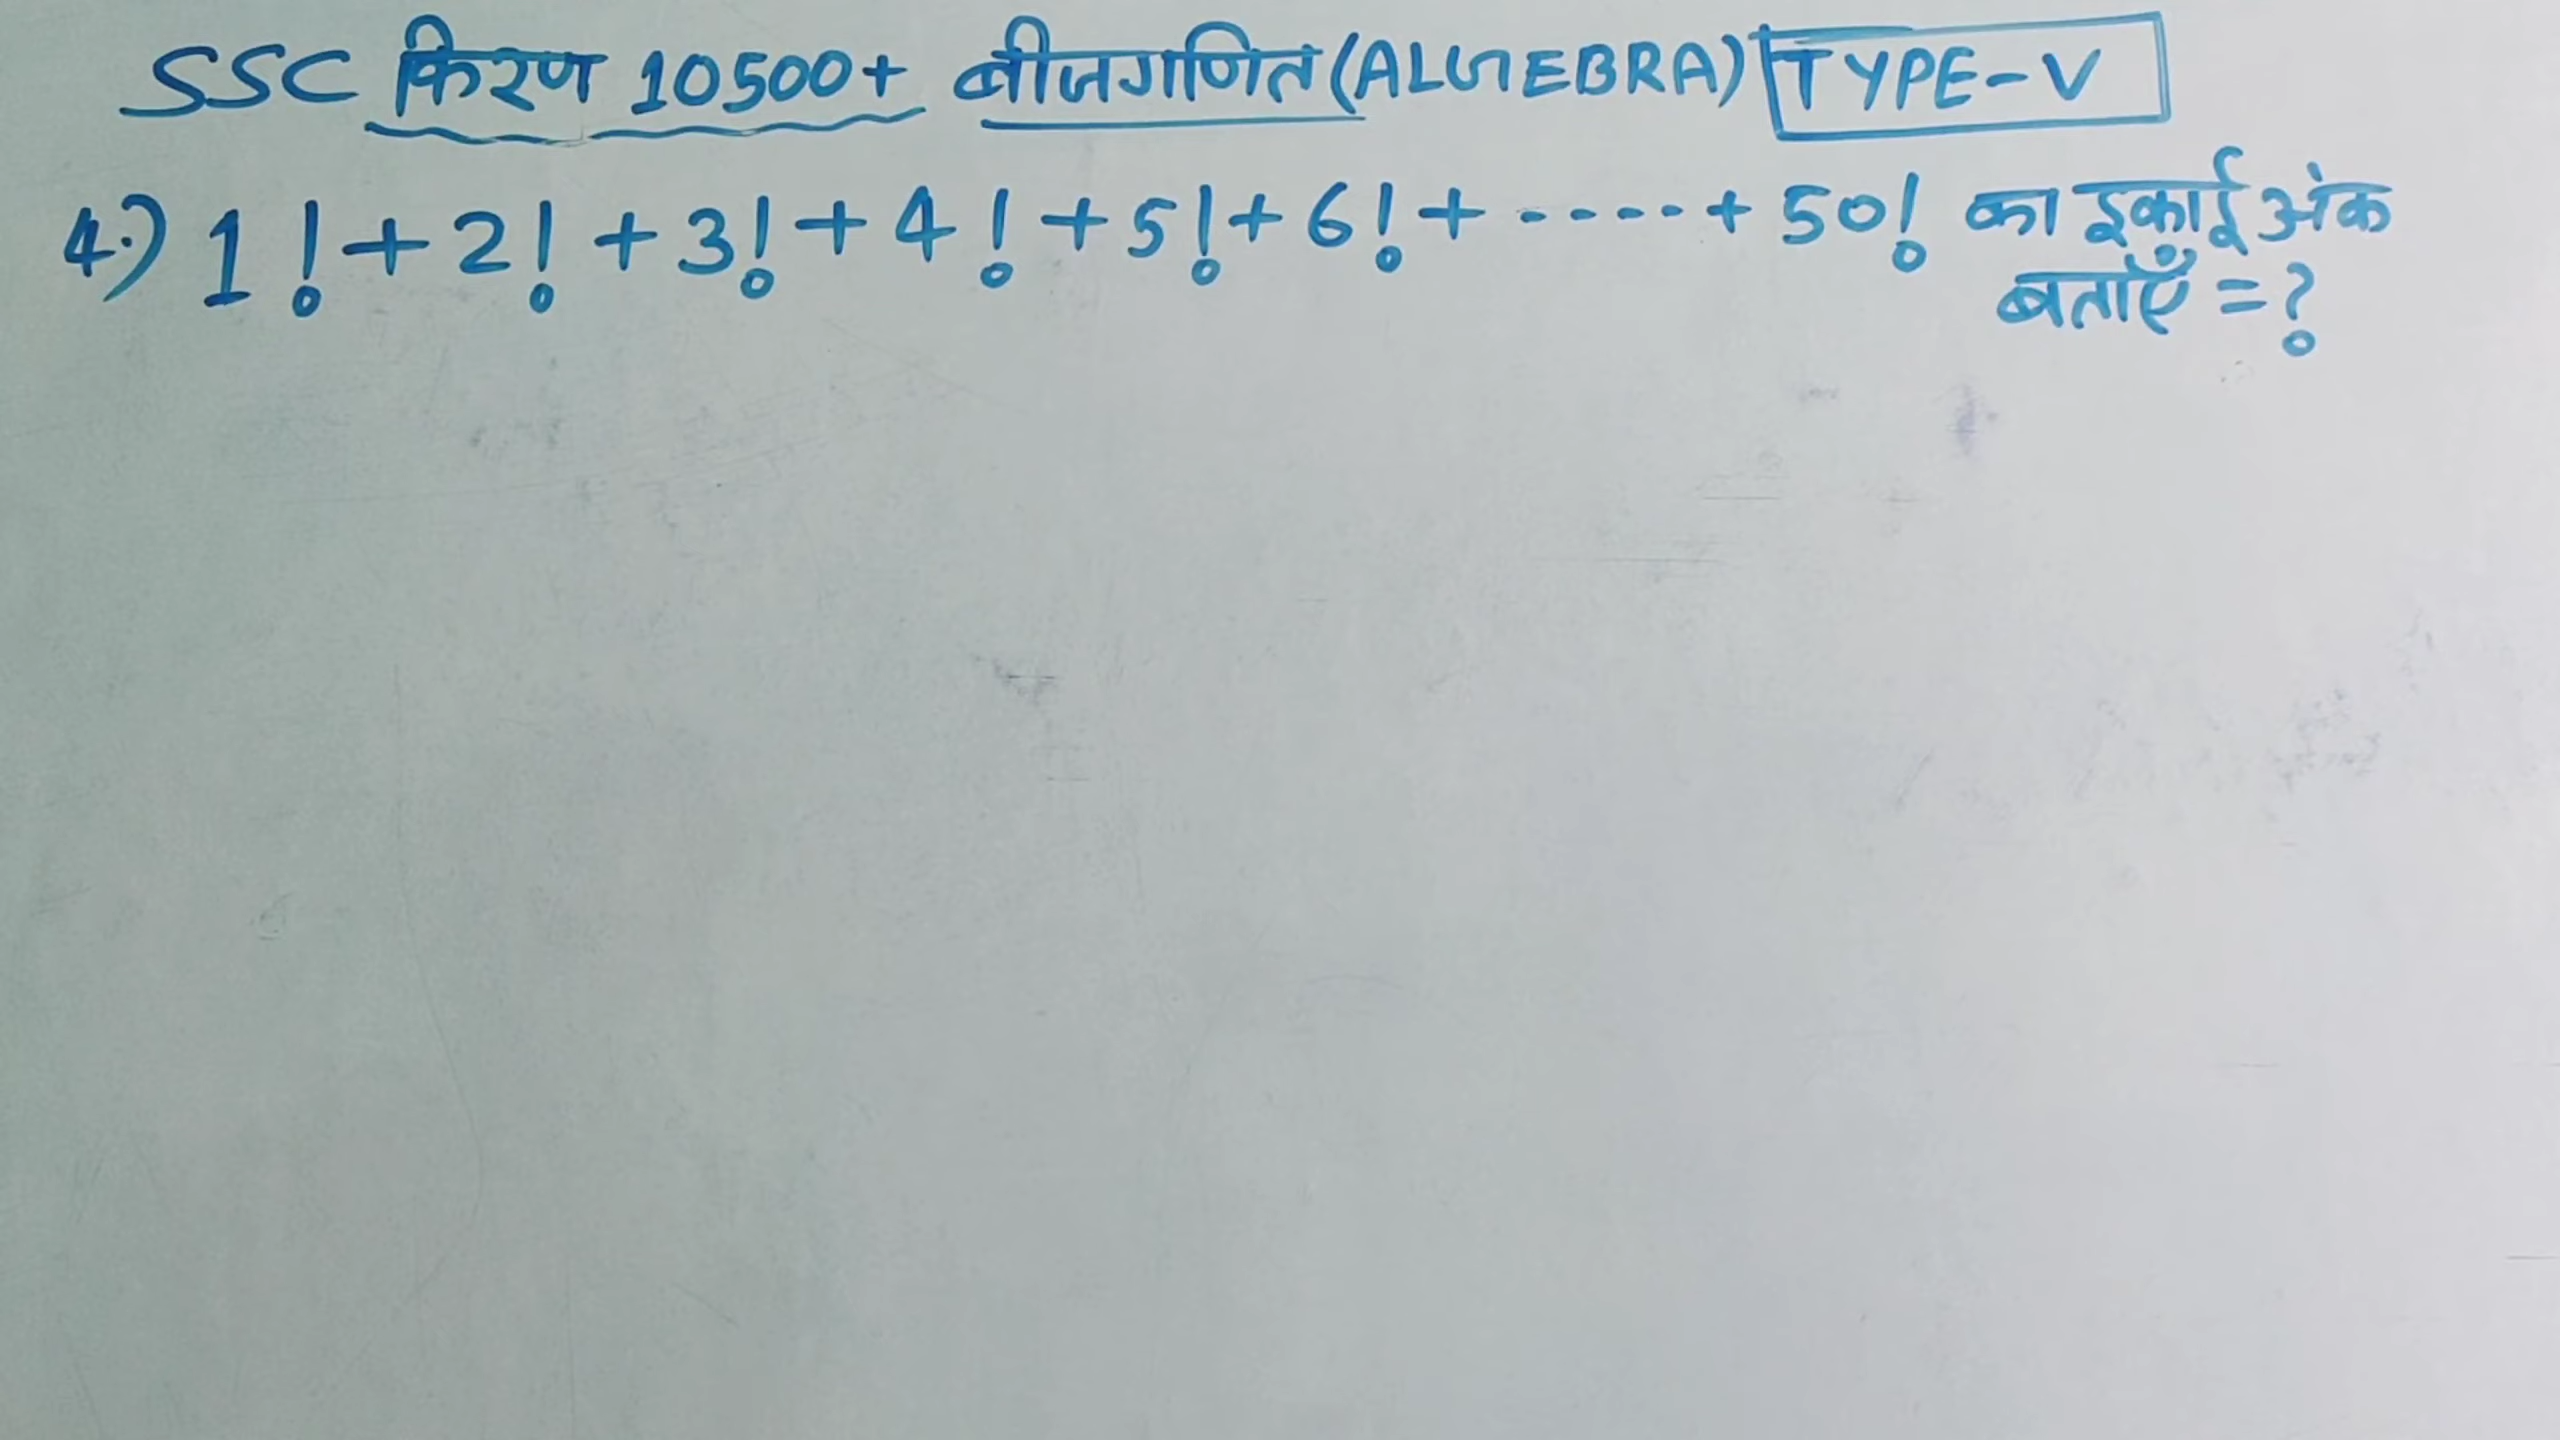 SSC किरण 10500+ बीजगणित (ALGEBRA) TYPE-V
4.) 1! + 2! + 3! + 4! + 5! + 6! + ----- + 50! का इकाई अंक
बताएँ = ?